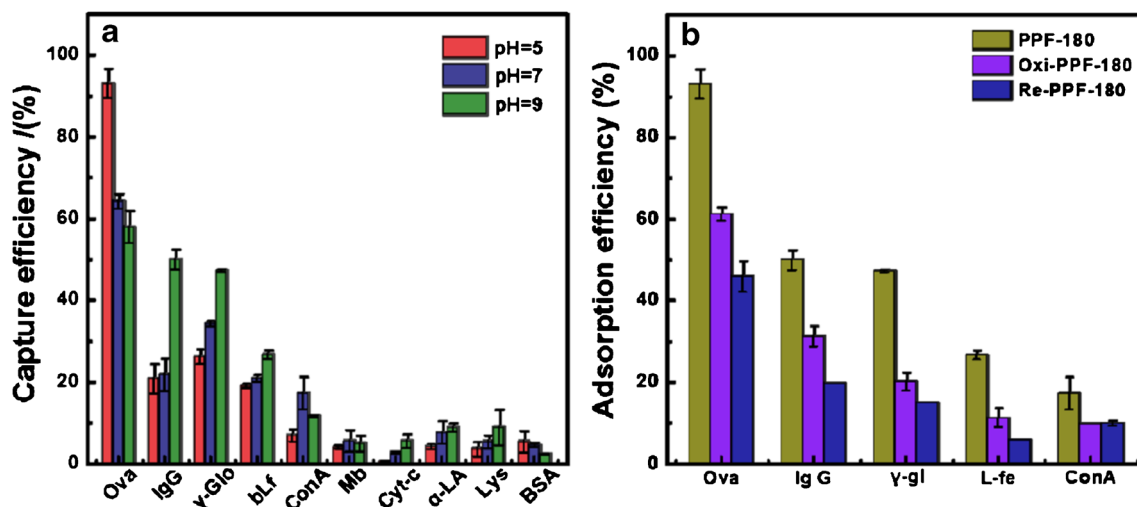 a
Capture efficiency /(%)
100
80
60
40
20
0
pH=5
pH=7
pH=9
Ova
IgG
γ-Glo
bLf
ConA
Mb
Cyt-c
α-LA
Lys
BSA
b
Adsorption efficiency (%)
100
80
60
40
20
0
PPF-180
Oxi-PPF-180
Re-PPF-180
Ova
Ig G
γ-gl
L-fe
ConA